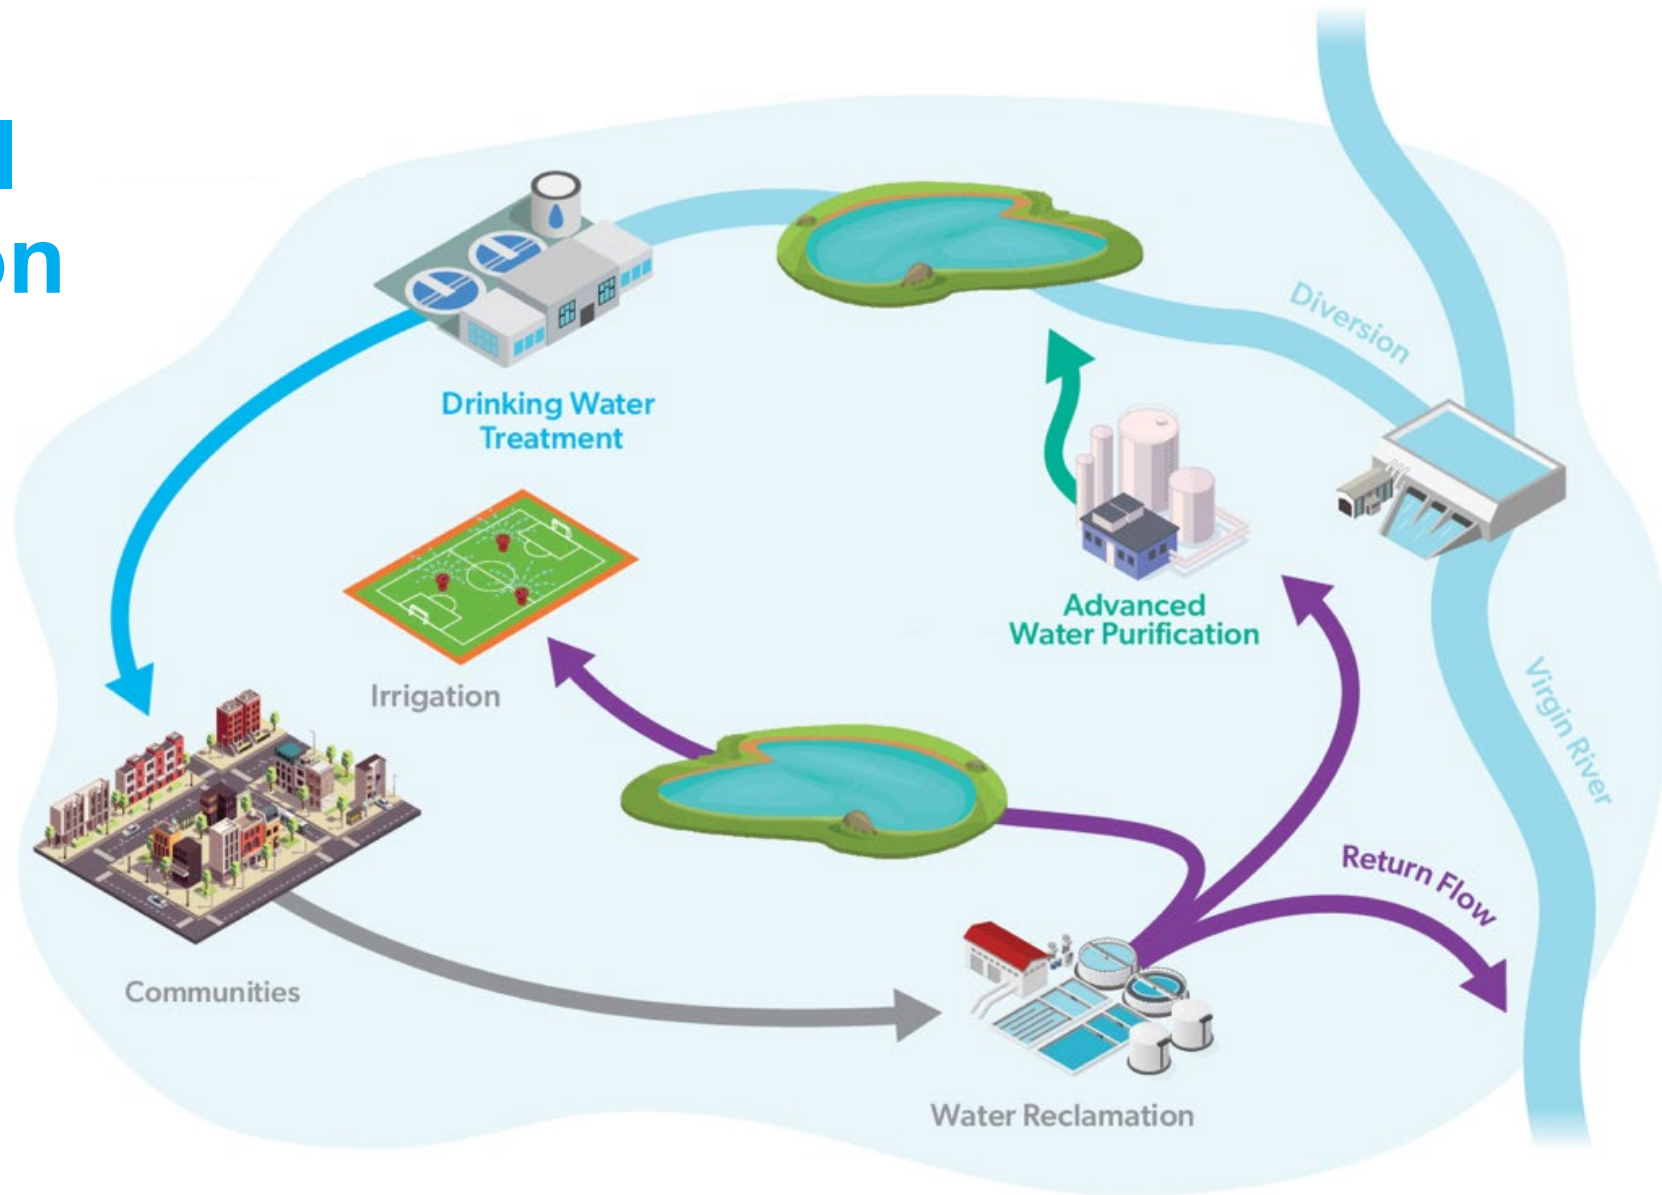 Diversion
Drinking Water
Treatment
Advanced
Water Purification
Irrigation
Virgin River
Return Flow
Communities
Water Reclamation